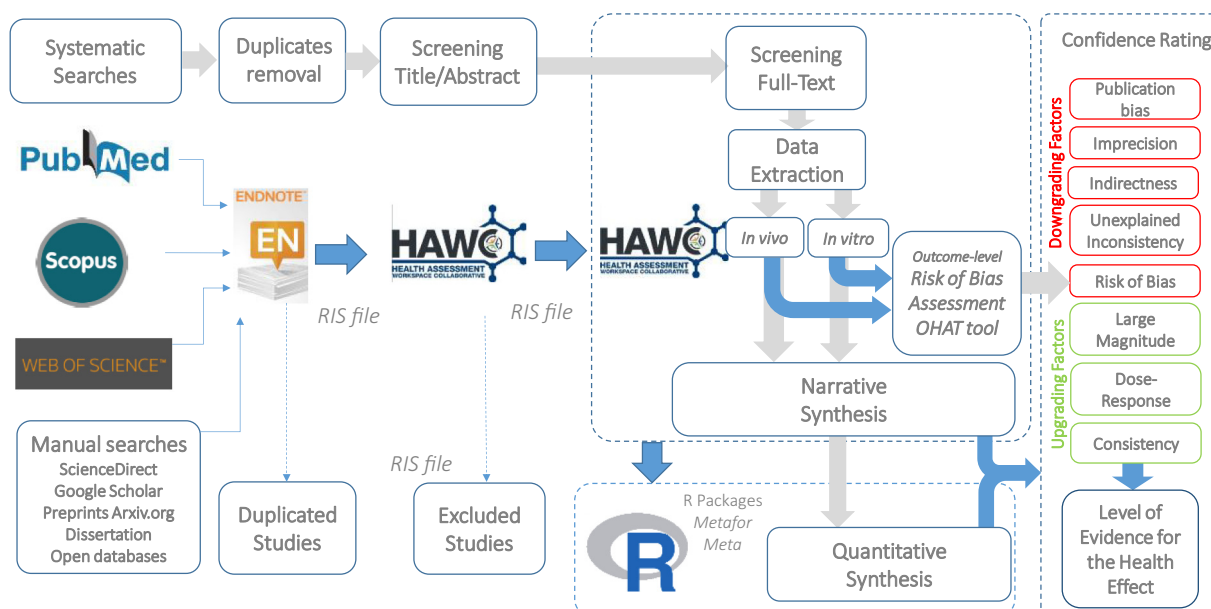 Systematic
Searches
Duplicates
removal
Screening
Title/Abstract
Screening
Full-Text
Data
Extraction
In vivo
In vitro
Outcome-level
Risk of Bias
Assessment
OHAT tool
Narrative
Synthesis
PubMed
Scopus
WEB OF SCIENCE™
Manual searches
ScienceDirect
Google Scholar
Preprints Arxiv.org
Dissertation
Open databases
ENDNOTE™
EN
RIS file
HAWC
HEALTH ASSESSMENT
WORKSPACE COLLABORATIVE
RIS file
HAWC
HEALTH ASSESSMENT
WORKSPACE COLLABORATIVE
RIS file
Duplicated
Studies
Excluded
Studies
R
R Packages
Metafor
Meta
Quantitative
Synthesis
Confidence Rating
Downgrading Factors
Publication
bias
Imprecision
Indirectness
Unexplained
Inconsistency
Risk of Bias
Upgrading Factors
Large
Magnitude
Dose-
Response
Consistency
Level of
Evidence for
the Health
Effect